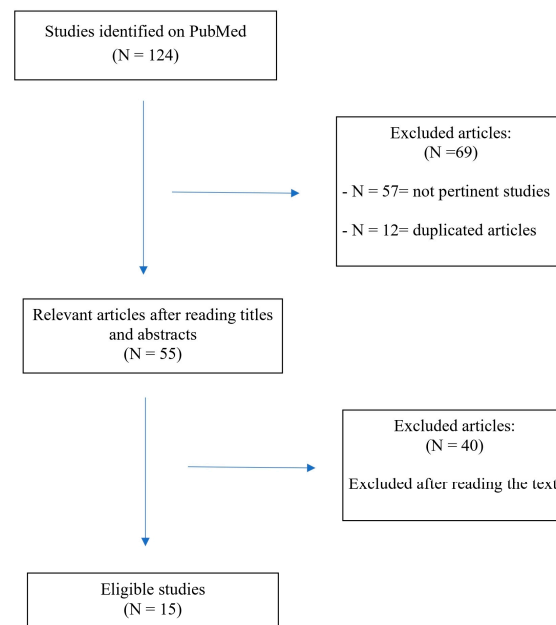 Studies identified on PubMed
(N = 124)
Excluded articles:
(N =69)
- N = 57= not pertinent studies
- N = 12= duplicated articles
Relevant articles after reading titles
and abstracts
(N = 55)
Excluded articles:
(N = 40)
Excluded after reading the text
Eligible studies
(N = 15)